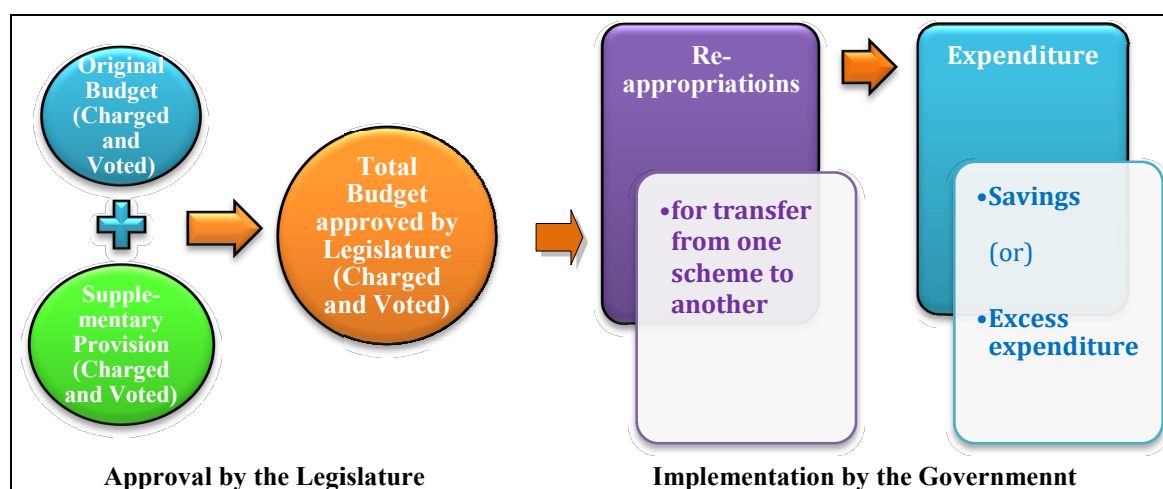 Original
Budget
(Charged
and
Voted)
Supple-
mentary
Provision
(Charged
and Voted)
Total
Budget
approved by
Legislature
(Charged
and Voted)
Re-
appropriatioins
•for transfer
from one
scheme to
another
Expenditure
•Savings
(or)
•Excess
expenditure
Approval by the Legislature
Implementation by the Governmennt